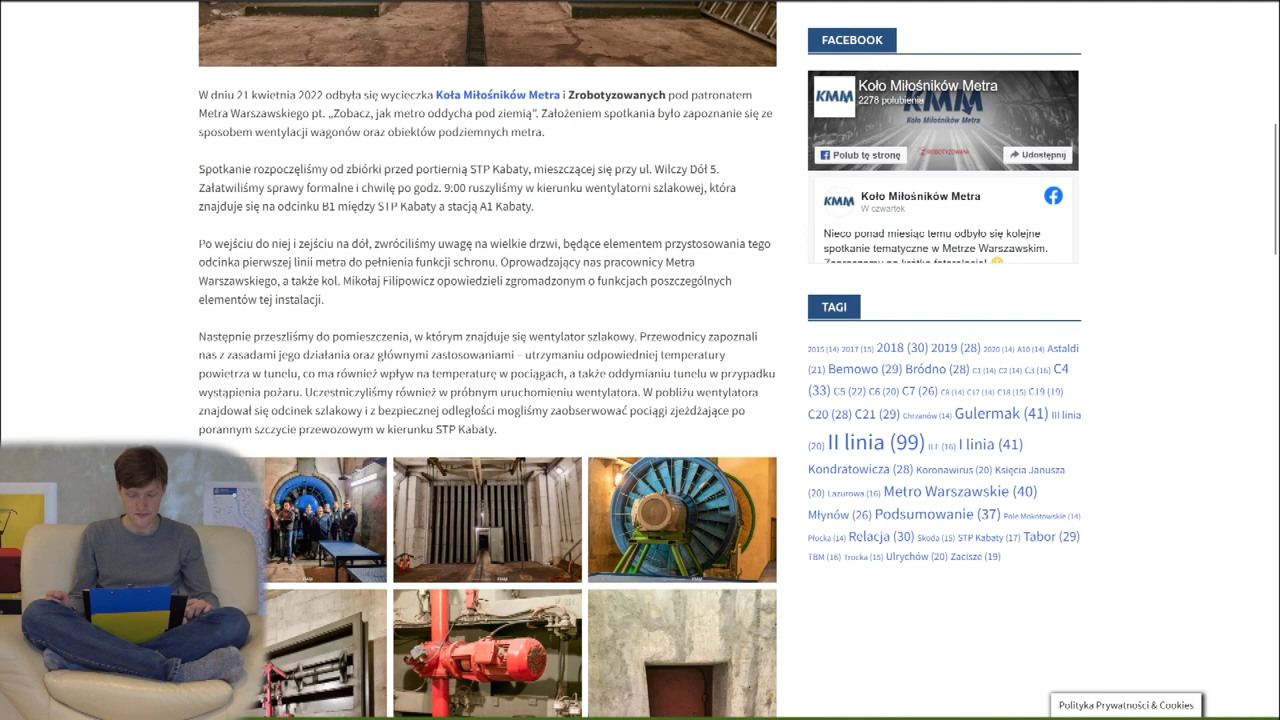 W dniu 21 kwietnia 2022 odbyła się wycieczka Koła Miłośników Metra i Zrobotyzowanych pod patronatem
Metra Warszawskiego pt. „Zobacz, jak metro oddycha pod ziemią”. Założeniem spotkania było zapoznanie się ze
sposobem wentylacji wagonów oraz obiektów podziemnych metra.
Spotkanie rozpoczęliśmy od zbiórki przed portiernią STP Kabaty, mieszczącej się przy ul. Wilczy Dół 5.
Załatwiliśmy sprawy formalne i chwilę po godz. 9:00 ruszyliśmy w kierunku wentylatorni szlakowej, która
znajduje się na odcinku B1 między STP Kabaty a stacją A1 Kabaty.
Po wejściu do niej i zejściu na dół, zwróciliśmy uwagę na wielkie drzwi, będące elementem przystosowania tego
odcinka pierwszej linii metra do pełnienia funkcji schronu. Oprowadzający nas pracownicy Metra
Warszawskiego, a także kol. Mikołaj Filipowicz opowiedzieli zgromadzonym o funkcjach poszczególnych
elementów tej instalacji.
Następnie przeszliśmy do pomieszczenia, w którym znajduje się wentylator szlakowy. Przewodnicy zapoznali
nas z zasadami jego działania oraz głównymi zastosowaniami – utrzymaniu odpowiedniej temperatury
powietrza w tunelu, co ma również wpływ na temperaturę w pociągach, a także oddymianiu tunelu w przypadku
wystąpienia pożaru. Uczestniczyliśmy również w próbnym uruchomieniu wentylatora. W pobliżu wentylatora
znajdował się odcinek szlakowy i z bezpiecznej odległości mogliśmy zaobserwować pociągi zjeżdżające po
porannym szczycie przewozowym w kierunku STP Kabaty.
FACEBOOK
KMM
Koło Miłośników Metra
2278 polubienia
KMM
Koło Miłośników Metra
ZROBOTYZOWANI
Polub tę stronę
Udostępnij
KMM
Koło Miłośników Metra
W czwartek
Nieco ponad miesiąc temu odbyło się kolejne
spotkanie tematyczne w Metrze Warszawskim.
Zapraszamy na krótką fotorelację!
TAGI
2015 (14) 2017 (15) 2018 (30) 2019 (28) 2020 (14) A10 (14) Astaldi
(21) Bemowo (29) Bródno (28) C1 (14) C2 (14) C3 (16) C4
(33) C5 (22) C6 (20) C7 (26) C8 (14) C17 (14) C18 (15) C19 (19)
C20 (28) C21 (29) Chrzanów (14) Gulermak (41) III linia
(20) II linia (99) ILF (16) I linia (41)
Kondratowicza (28) Koronawirus (20) Księcia Janusza
(20) Lazurowa (16) Metro Warszawskie (40)
Młynów (26) Podsumowanie (37) Pole Mokotowskie (14)
Płocka (14) Relacja (30) Skoda (15) STP Kabaty (17) Tabor (29)
TBM (16) Trocka (15) Ulrychów (20) Zacisze (19)
Polityka Prywatności & Cookies